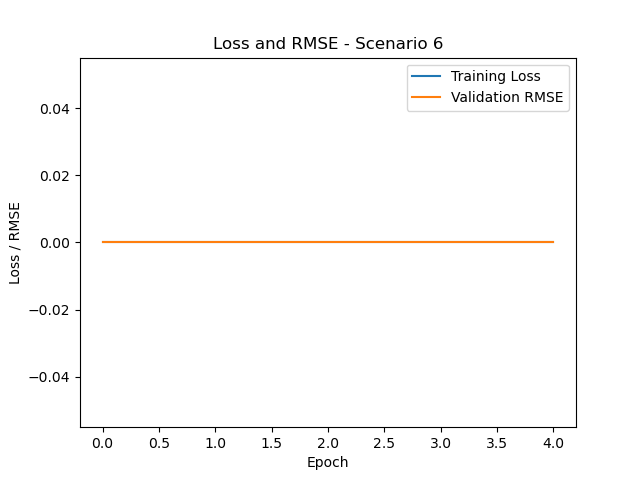 Loss and RMSE - Scenario 6
Training Loss
Validation RMSE
0.04
0.02
0.00
−0.02
−0.04
Loss / RMSE
0.0 0.5 1.0 1.5 2.0 2.5 3.0 3.5 4.0
Epoch